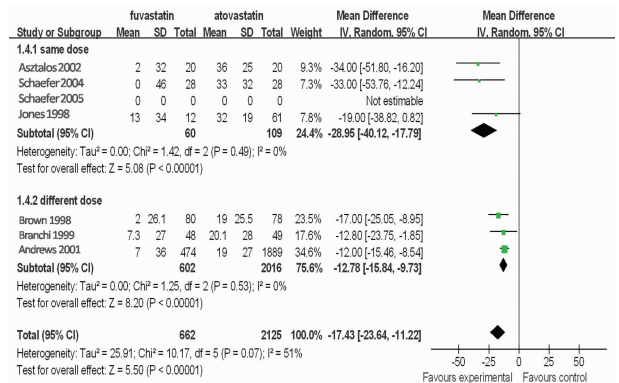 fuvastatin atovastatin Mean Difference Mean Difference
Study or Subgroup Mean SD Total Mean SD Total Weight IV, Random, 95% CI IV, Random, 95% CI
1.4.1 same dose
Asztalos 2002 2 32 20 36 25 20 9.3% -34.00 [-51.80, -16.20]
Schaefer 2004 0 46 28 33 32 28 7.3% -33.00 [-53.76, -12.24]
Schaefer 2005 0 0 0 0 0 0 Not estimable
Jones 1998 13 34 12 32 19 61 7.8% -19.00 [-38.82, 0.82]
Subtotal (95% CI) 60 109 24.4% -28.95 [-40.12, -17.79]
Heterogeneity: Tau² = 0.00; Chi² = 1.42, df = 2 (P = 0.49); I² = 0%
Test for overall effect: Z = 5.08 (P < 0.00001)
1.4.2 different dose
Brown 1998 2 26.1 80 19 25.5 78 23.5% -17.00 [-25.05, -8.95]
Branchi 1999 7.3 27 48 20.1 28 49 17.5% -12.80 [-23.75, -1.85]
Andrews 2001 7 36 474 19 27 1889 34.6% -12.00 [-15.46, -8.54]
Subtotal (95% CI) 602 2016 75.6% -12.78 [-15.84, -9.73]
Heterogeneity: Tau² = 0.00; Chi² = 1.25, df = 2 (P = 0.53); I² = 0%
Test for overall effect: Z = 8.20 (P < 0.00001)
Total (95% CI) 662 2125 100.0% -17.43 [-23.64, -11.22]
Heterogeneity: Tau² = 25.91; Chi² = 10.17, df = 5 (P = 0.07); I² = 51%
Test for overall effect: Z = 5.50 (P < 0.00001)
-50 -25 0 25 50
Favours experimental Favours control